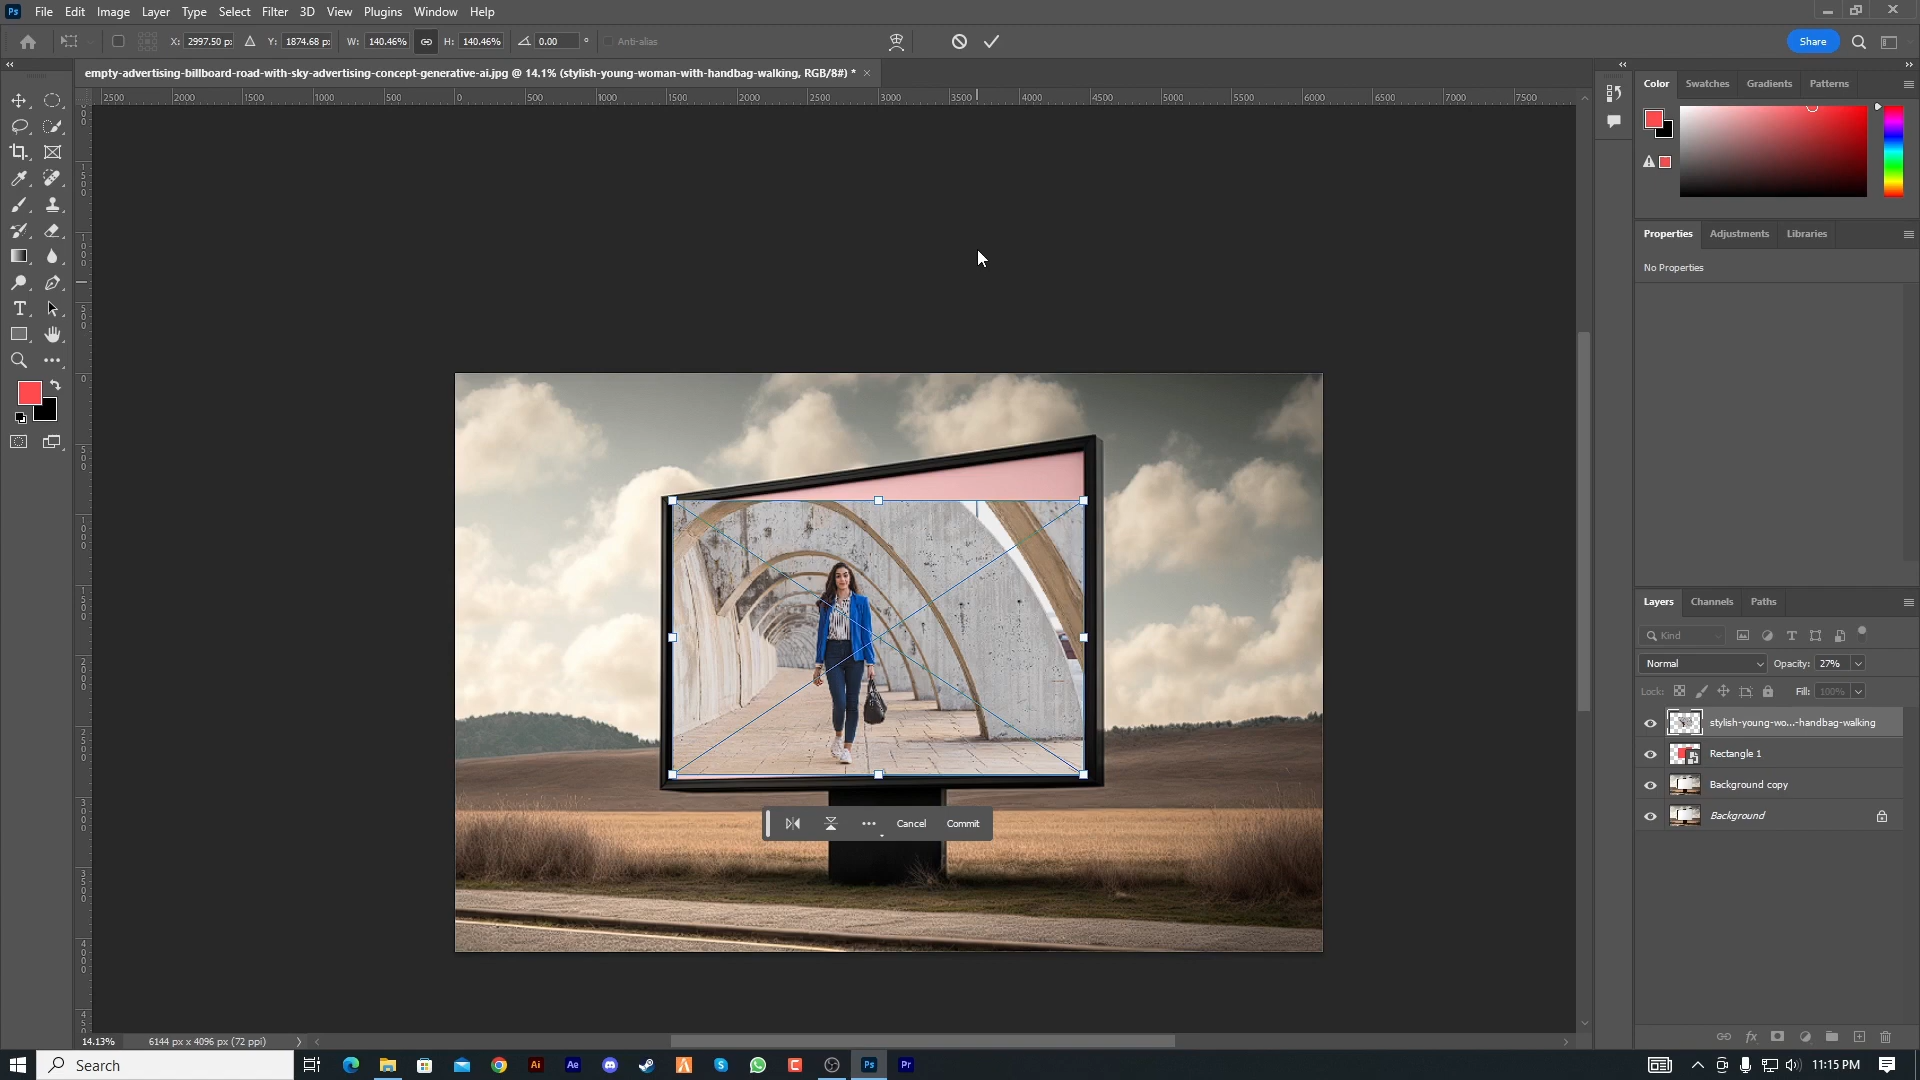 Ps File Edit Image Layer Type Select Filter 3D View Plugins Window Help
X: 2997.50 p: Y: 1874.68 p: W: 140.46% H: 140.46% 0.00 ° Anti-alias Share
empty-advertising-billboard-road-with-sky-advertising-concept-generative-ai.jpg @ 14.1% (stylish-young-woman-with-handbag-walking, RGB/8#) * ×
2500 2000 1500 1000 500 0 500 1000 1500 2000 2500 3000 3500 4000 4500 5000 5500 6000 6500 7000 7500
Color Swatches Gradients Patterns
Properties Adjustments Libraries
No Properties
Layers Channels Paths
Kind
Normal Opacity: 27%
Lock: Fill: 100%
stylish-young-wo...-handbag-walking
Rectangle 1
Background copy
Background
Cancel Commit
14.13% 6144 px x 4096 px (72 ppi)
Search Ai Ae Ps Pr 11:15 PM